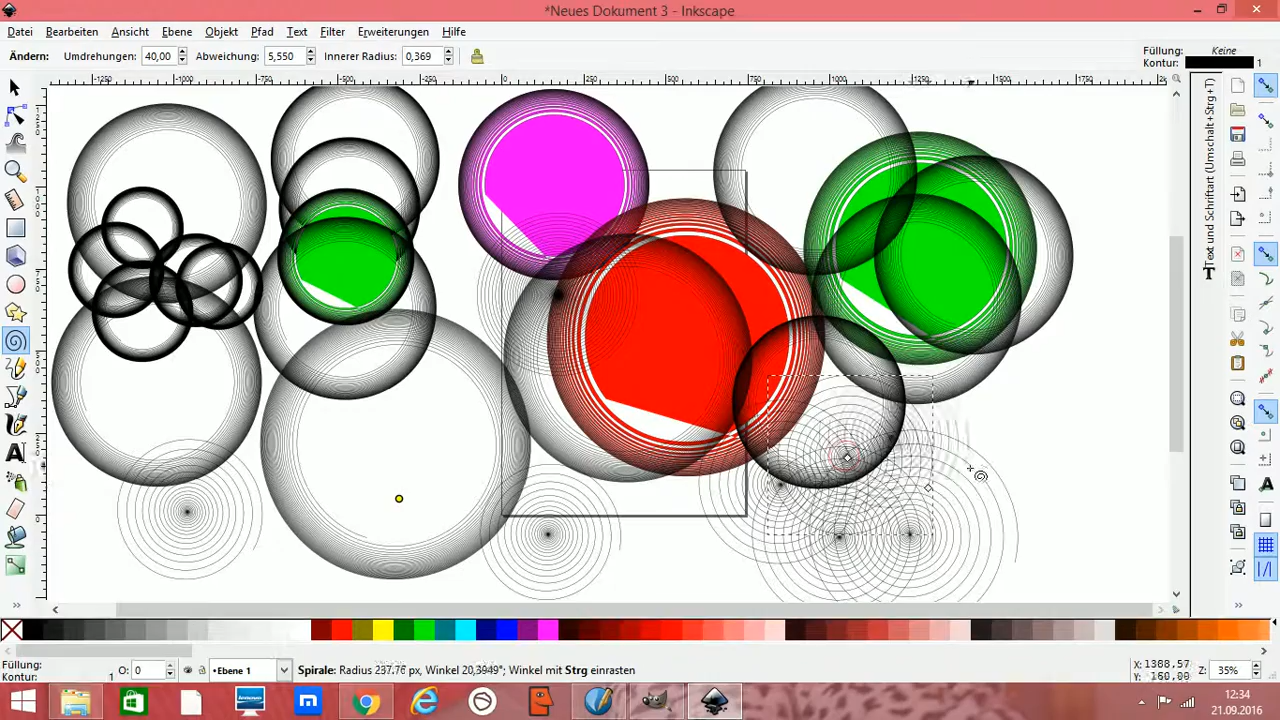 *Neues Dokument 3 - Inkscape
Datei Bearbeiten Ansicht Ebene Objekt Pfad Text Filter Erweiterungen Hilfe
Ändern: Umdrehungen: 40,00 Abweichung: 5,550 Innerer Radius: 0,369
Füllung: Keine
Kontur: 1
Text und Schriftart (Umschalt+Strg+T)
Füllung:
Kontur: 1
O: 0
•Ebene 1
Spirale: Radius 237.76 px, Winkel 20,3949°; Winkel mit Strg einrasten
X: 1388,57
Y: 160,00
Z: 35%
12:34
21.09.2016